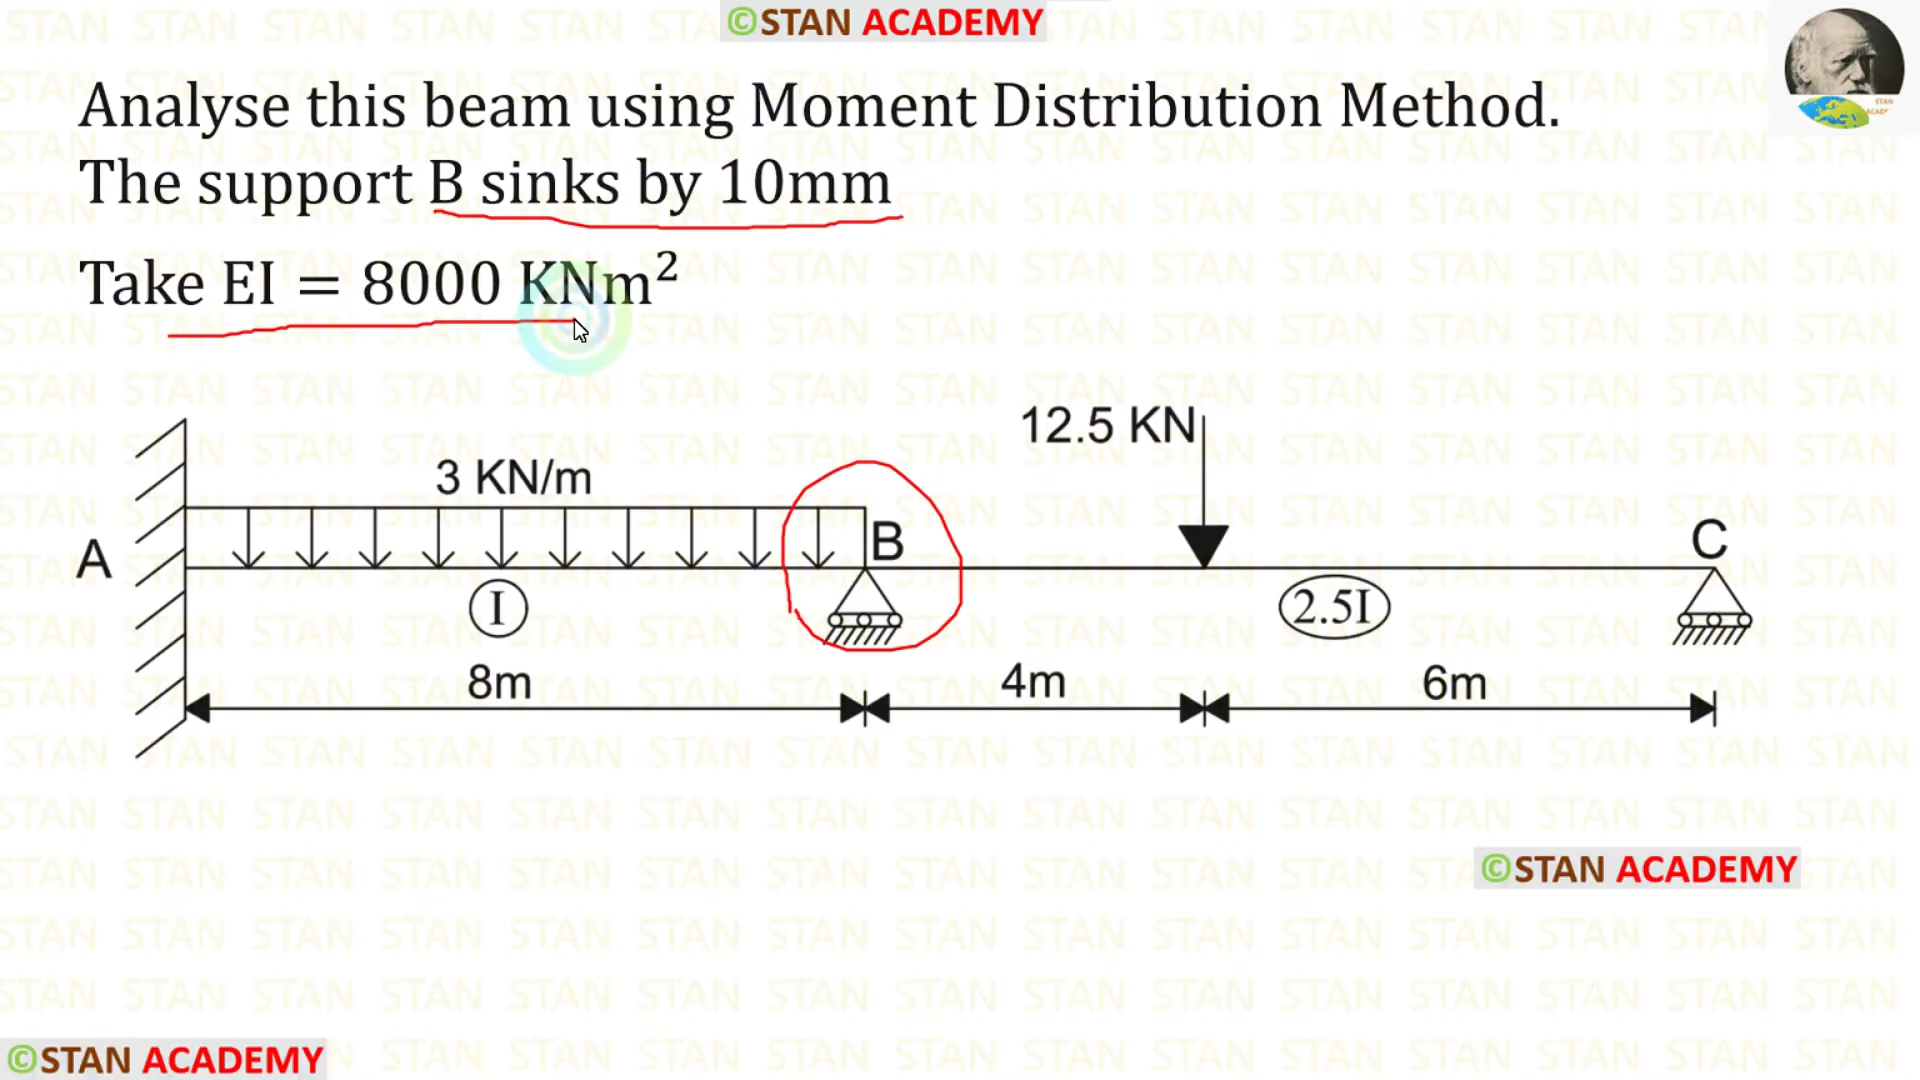 ©STAN ACADEMY
Analyse this beam using Moment Distribution Method.
The support B sinks by 10mm
Take EI = 8000 KNm²
12.5 KN
3 KN/m
A
B
C
I
2.5I
8m
4m
6m
©STAN ACADEMY
©STAN ACADEMY